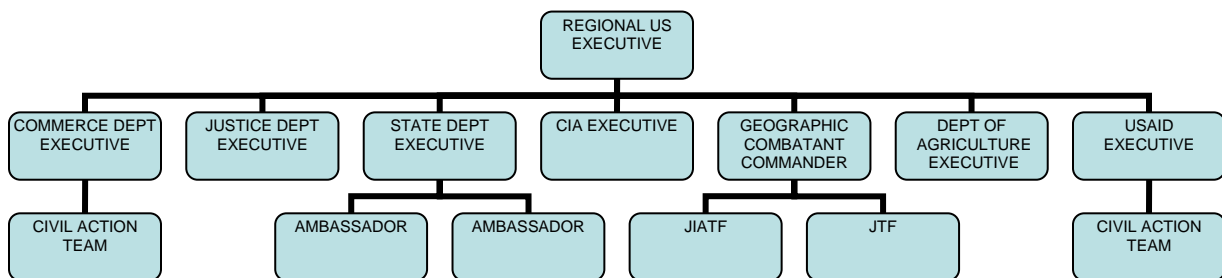 REGIONAL US
EXECUTIVE
COMMERCE DEPT
EXECUTIVE
JUSTICE DEPT
EXECUTIVE
STATE DEPT
EXECUTIVE
CIA EXECUTIVE
GEOGRAPHIC
COMBATANT
COMMANDER
DEPT OF
AGRICULTURE
EXECUTIVE
USAID
EXECUTIVE
CIVIL ACTION
TEAM
AMBASSADOR
AMBASSADOR
JIATF
JTF
CIVIL ACTION
TEAM